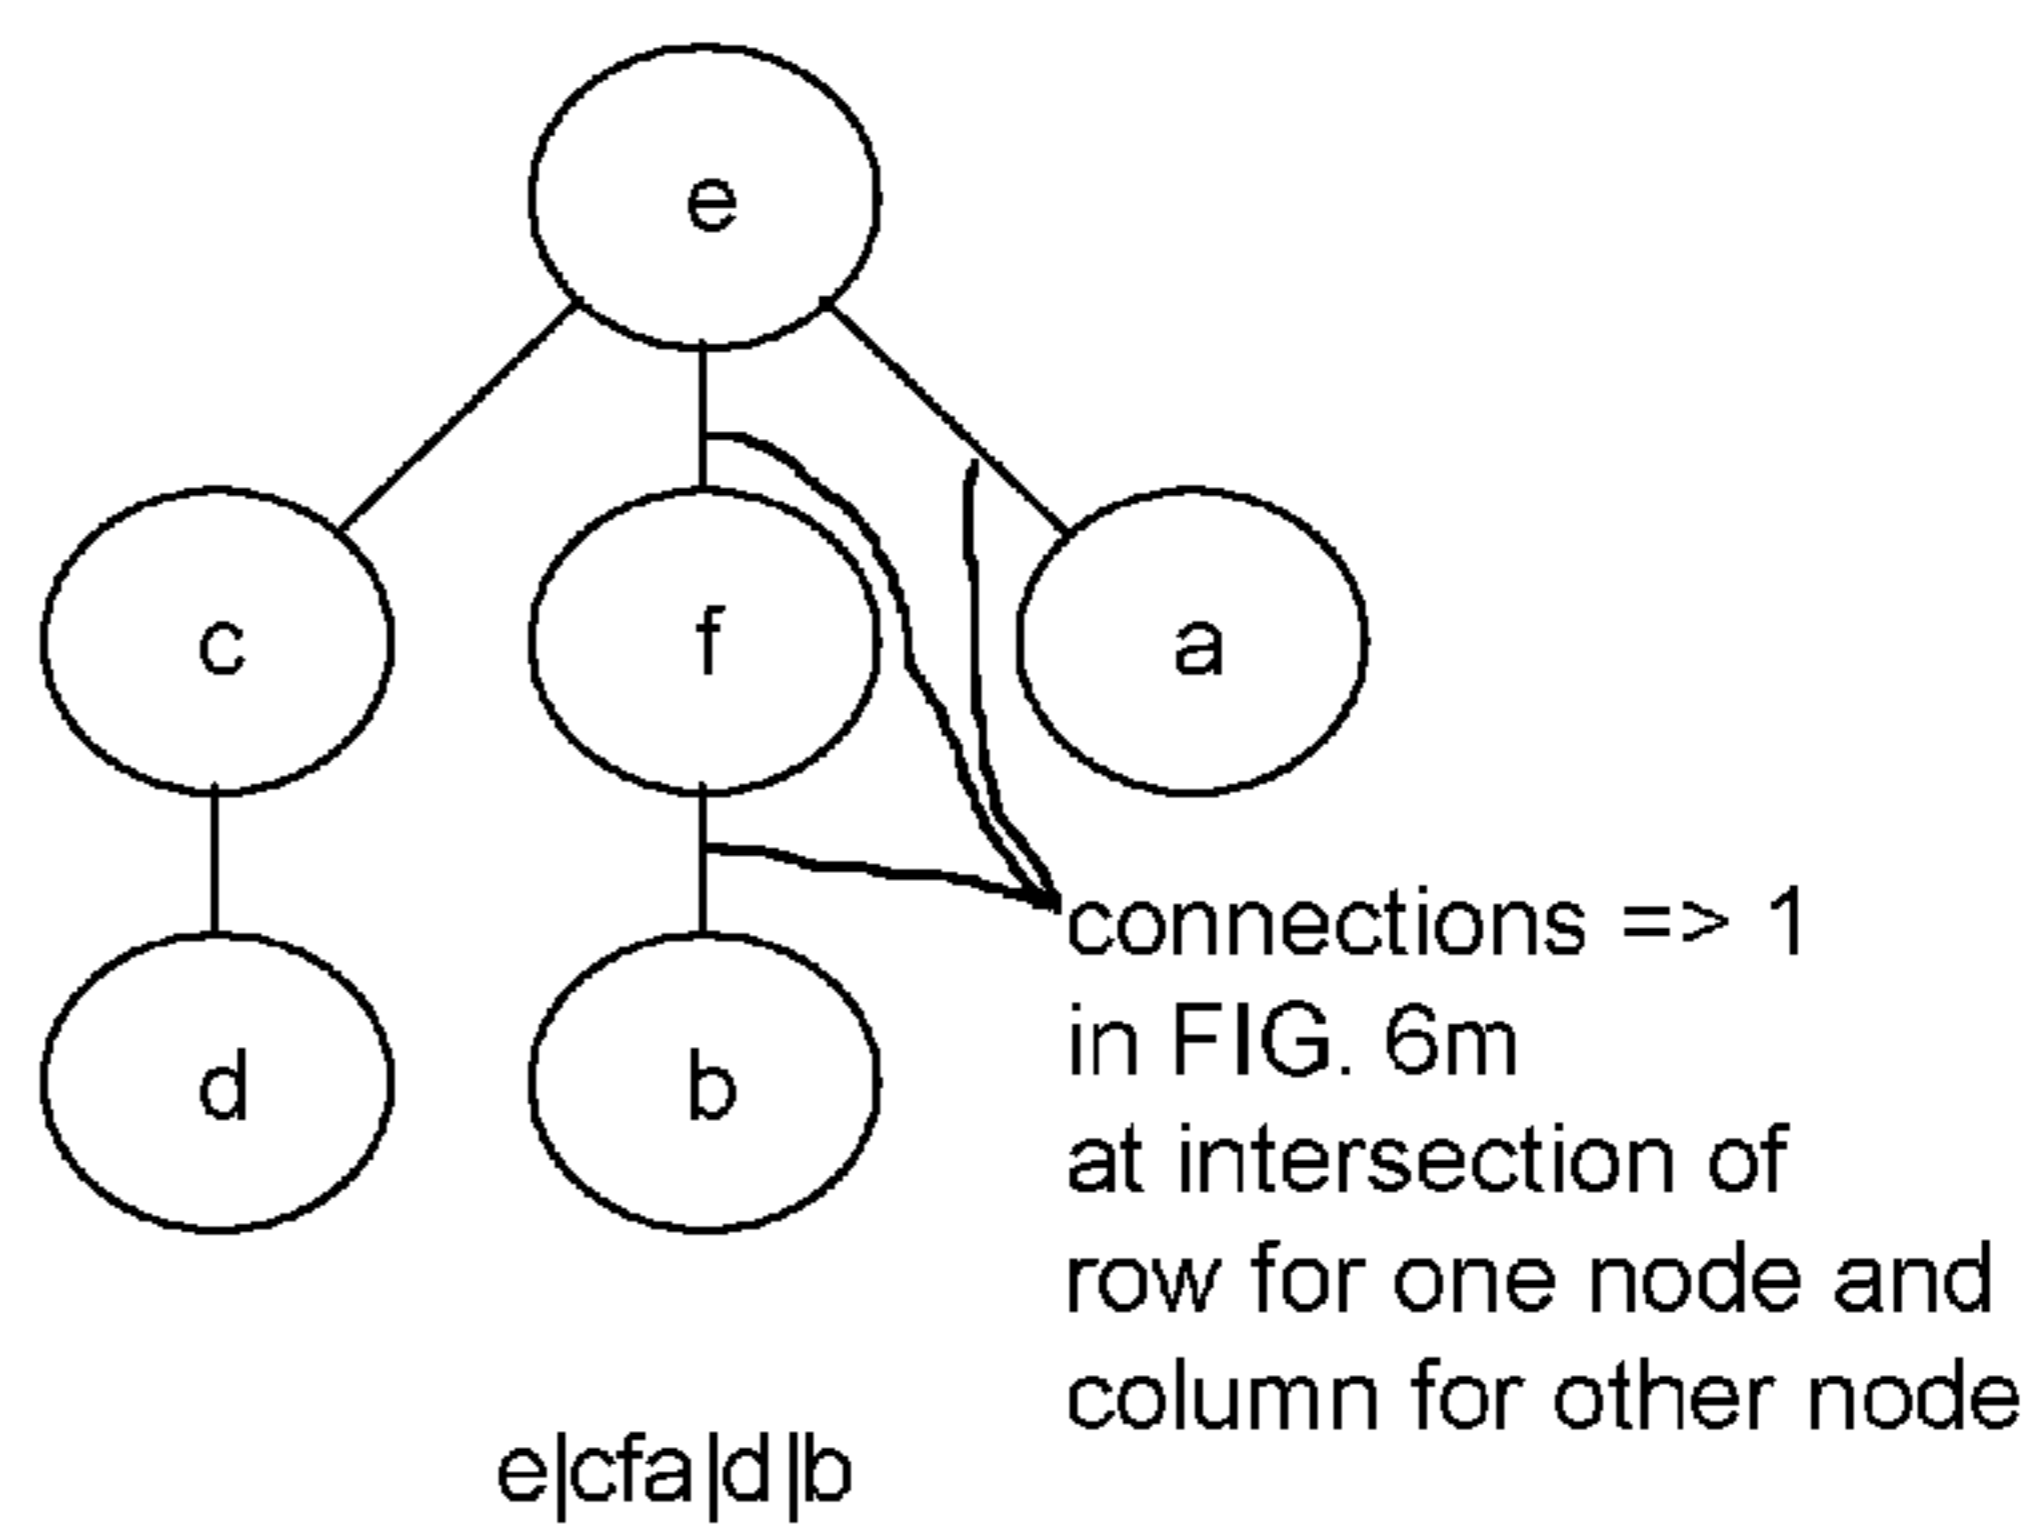 e
c
f
a
d
b
connections => 1
in FIG. 6m
at intersection of
row for one node and
column for other node
e|cfa|d|b